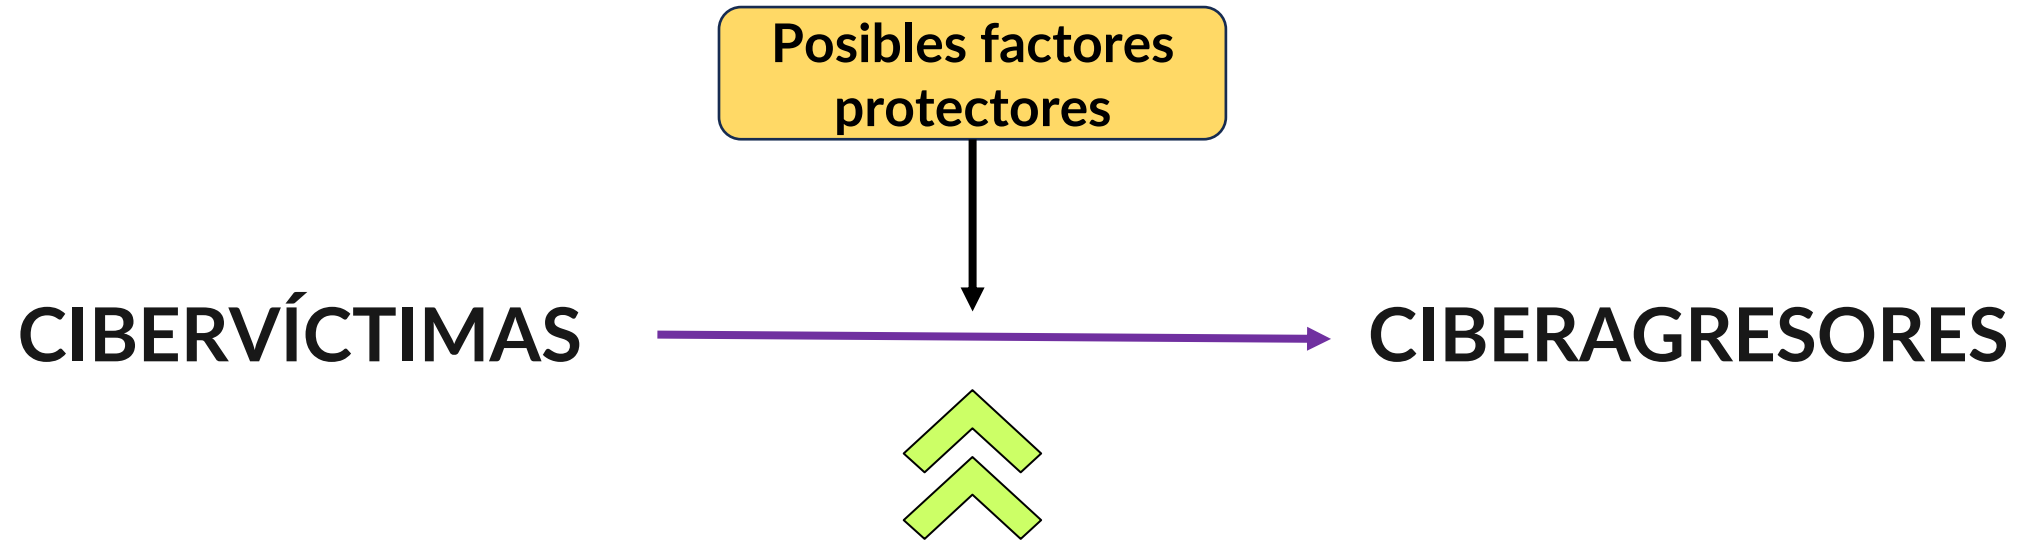 Posibles factores
protectores
CIBERVÍCTIMAS
CIBERAGRESORES